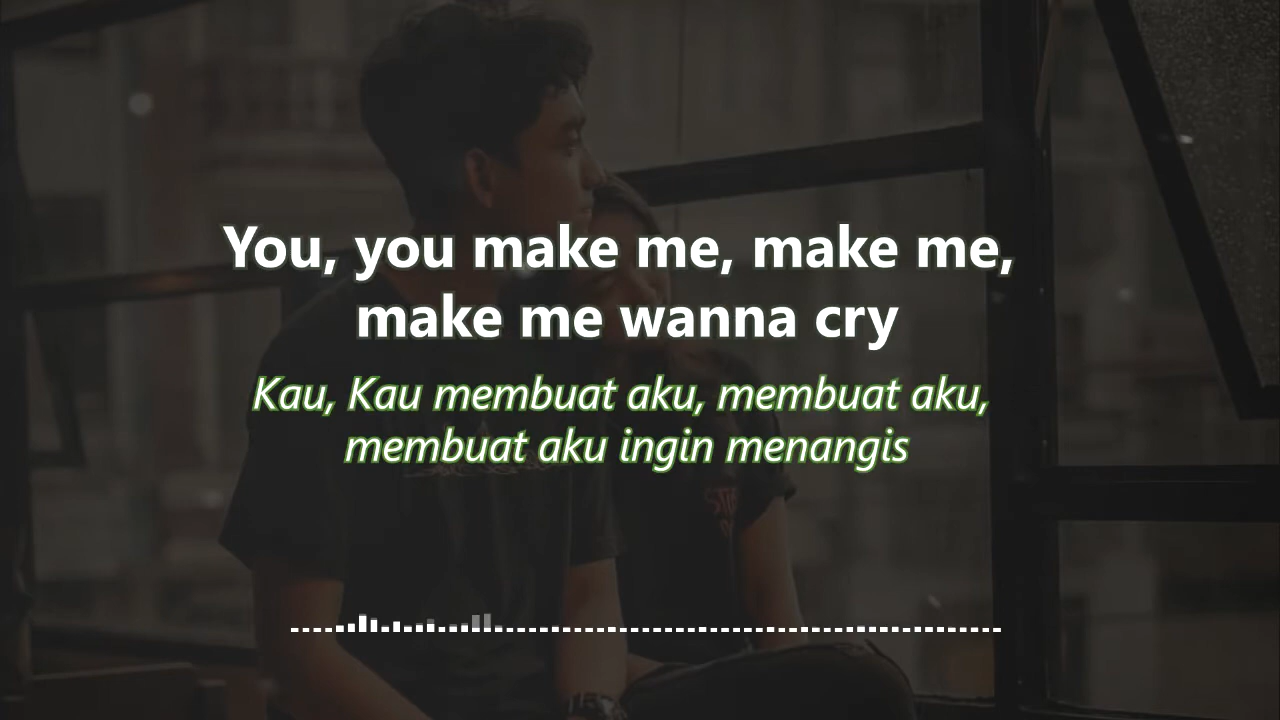 You, you make me, make me,
make me wanna cry
Kau, Kau membuat aku, membuat aku,
membuat aku ingin menangis